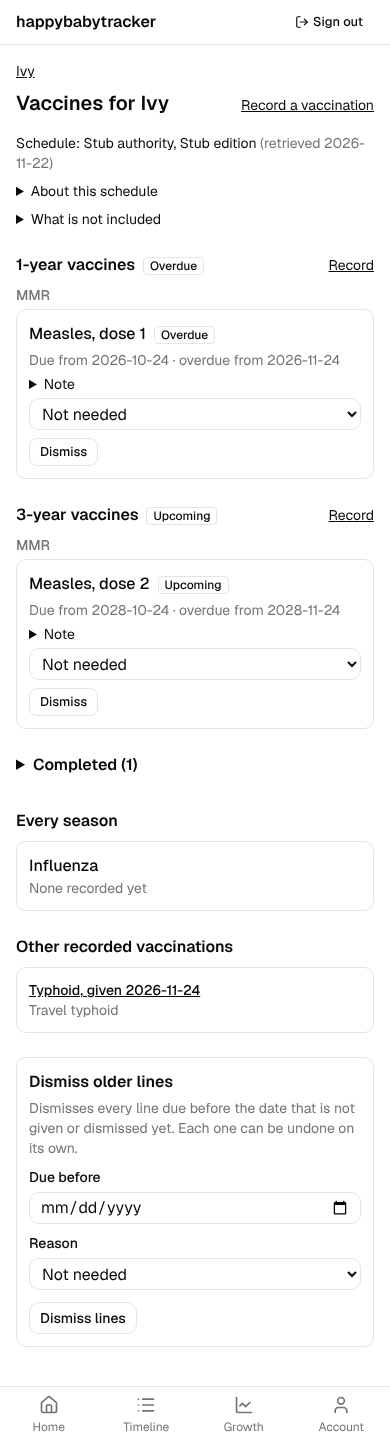 happybabytracker
Sign out
Ivy
Vaccines for Ivy
Record a vaccination
Schedule: Stub authority, Stub edition (retrieved 2026-
11-22)
About this schedule
What is not included
1-year vaccines Overdue Record
MMR
Measles, dose 1 Overdue
Due from 2026-10-24 · overdue from 2026-11-24
Note
Not needed
Dismiss
3-year vaccines Upcoming Record
MMR
Measles, dose 2 Upcoming
Due from 2028-10-24 · overdue from 2028-11-24
Note
Not needed
Dismiss
Completed (1)
Every season
Influenza
None recorded yet
Other recorded vaccinations
Typhoid, given 2026-11-24
Travel typhoid
Dismiss older lines
Dismisses every line due before the date that is not
given or dismissed yet. Each one can be undone on
its own.
Due before
mm/dd/yyyy
Reason
Not needed
Dismiss lines
Home Timeline Growth Account